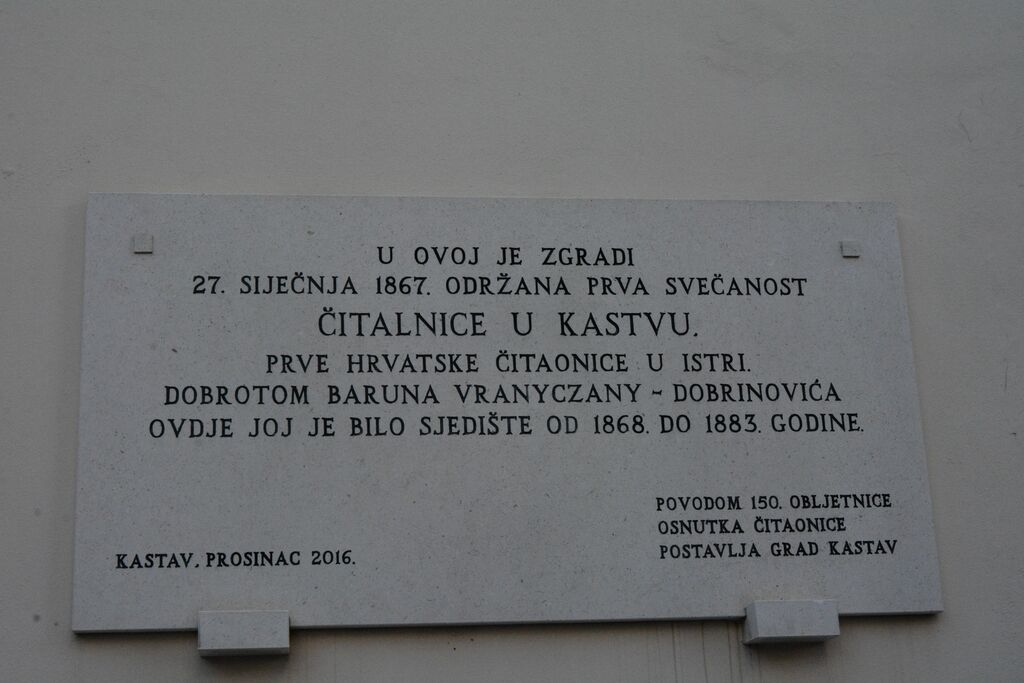 U OVOJ JE ZGRADI
27. SIJEČNJA 1867. ODRŽANA PRVA SVEČANOST
ČITALNICE U KASTVU.
PRVE HRVATSKE ČITAONICE U ISTRI.
DOBROTOM BARUNA VRANYCZANY - DOBRINOVIĆA
OVDJE JOJ JE BILO SJEDIŠTE OD 1868. DO 1883. GODINE.
POVODOM 150. OBLJETNICE
OSNUTKA ČITAONICE
POSTAVLJA GRAD KASTAV
KASTAV. PROSINAC 2016.